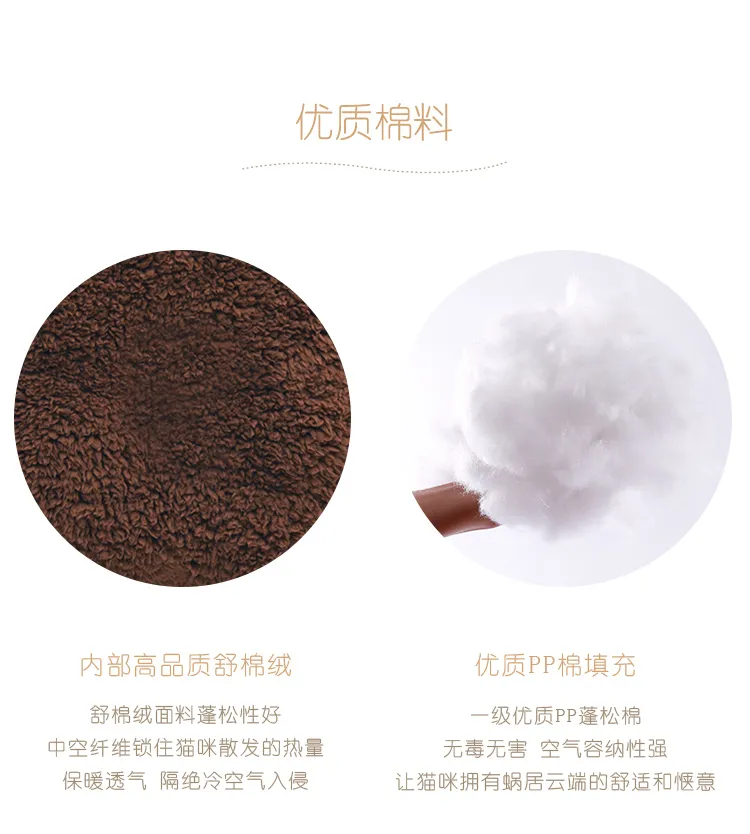 优质棉料
内部高品质舒棉绒
舒棉绒面料蓬松性好
中空纤维锁住猫咪散发的热量
保暖透气 隔绝冷空气入侵
优质PP棉填充
一级优质PP蓬松棉
无毒无害 空气容纳性强
让猫咪拥有蜗居云端的舒适和惬意